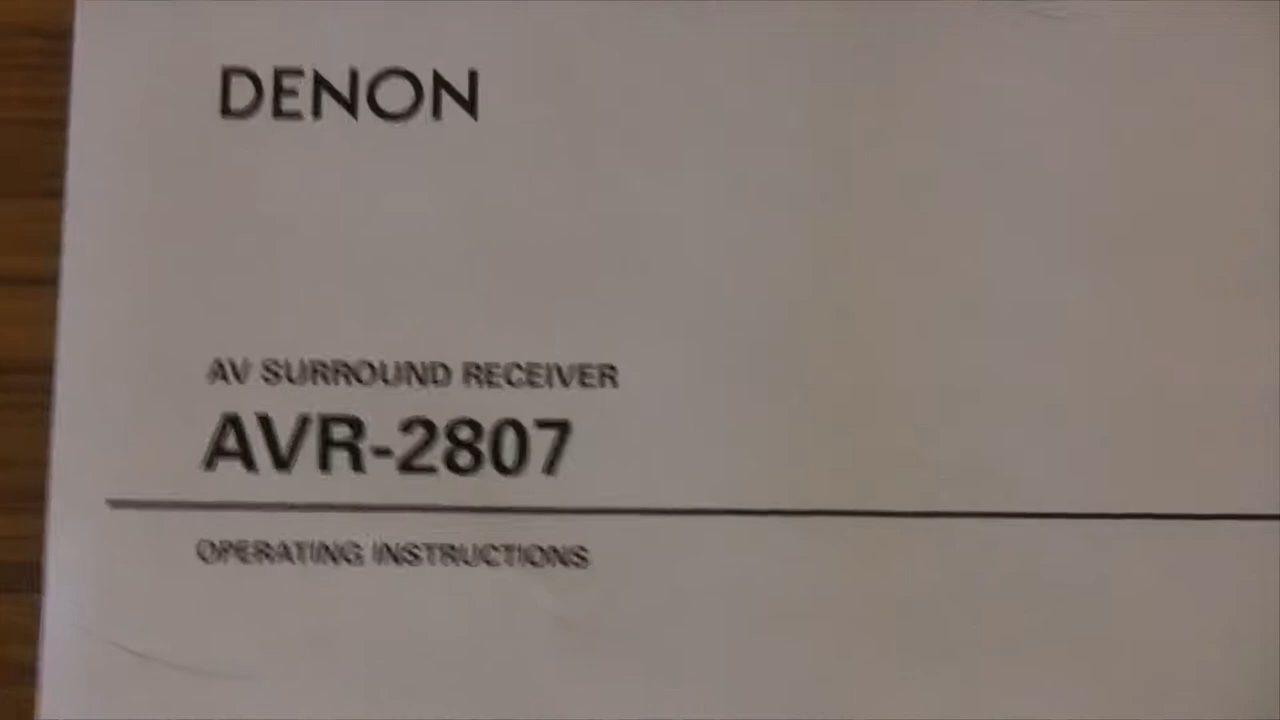 DENON
AV SURROUND RECEIVER
AVR-2807
OPERATING INSTRUCTIONS